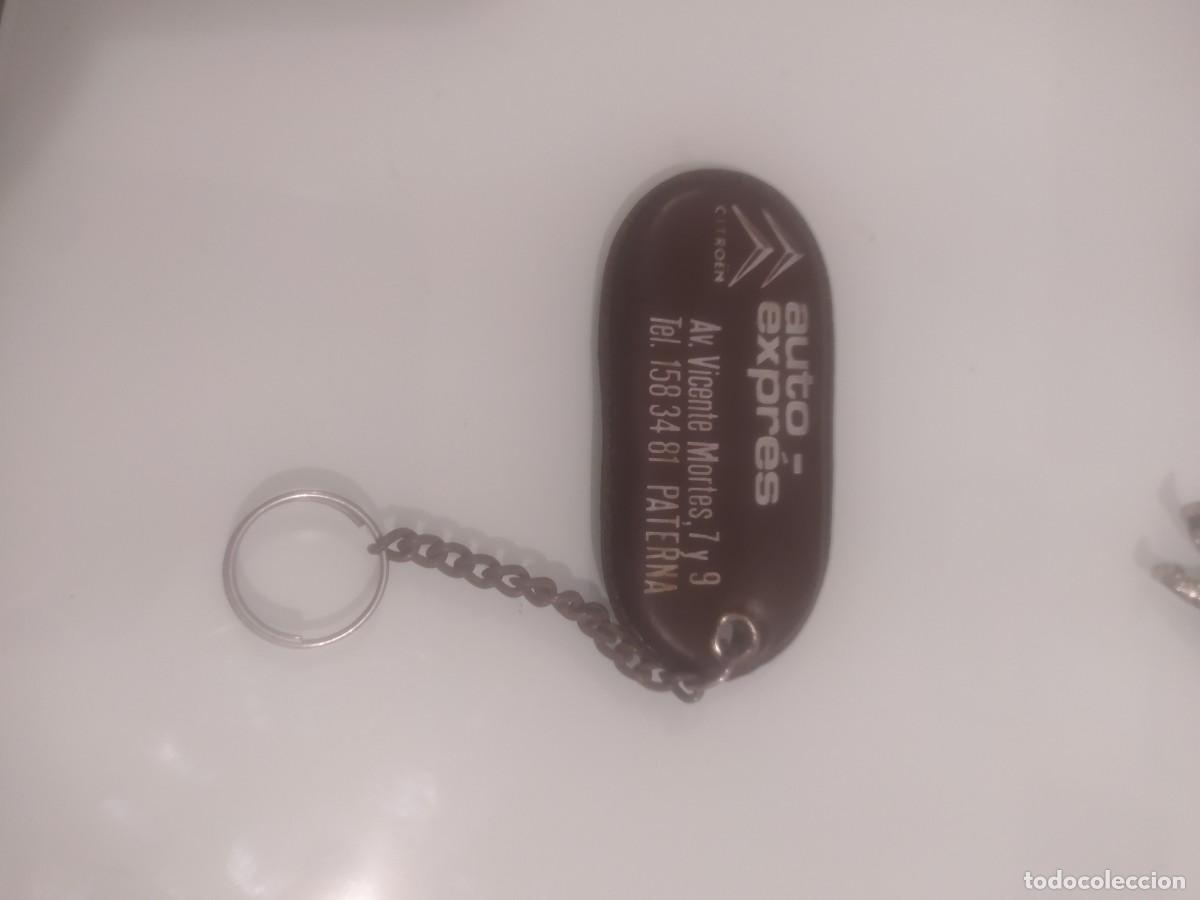 CITROËN
auto -
exprés
Av. Vicente Mortes, 7 y 9
Tel. 158 34 81 PATERNA
todocoleccion